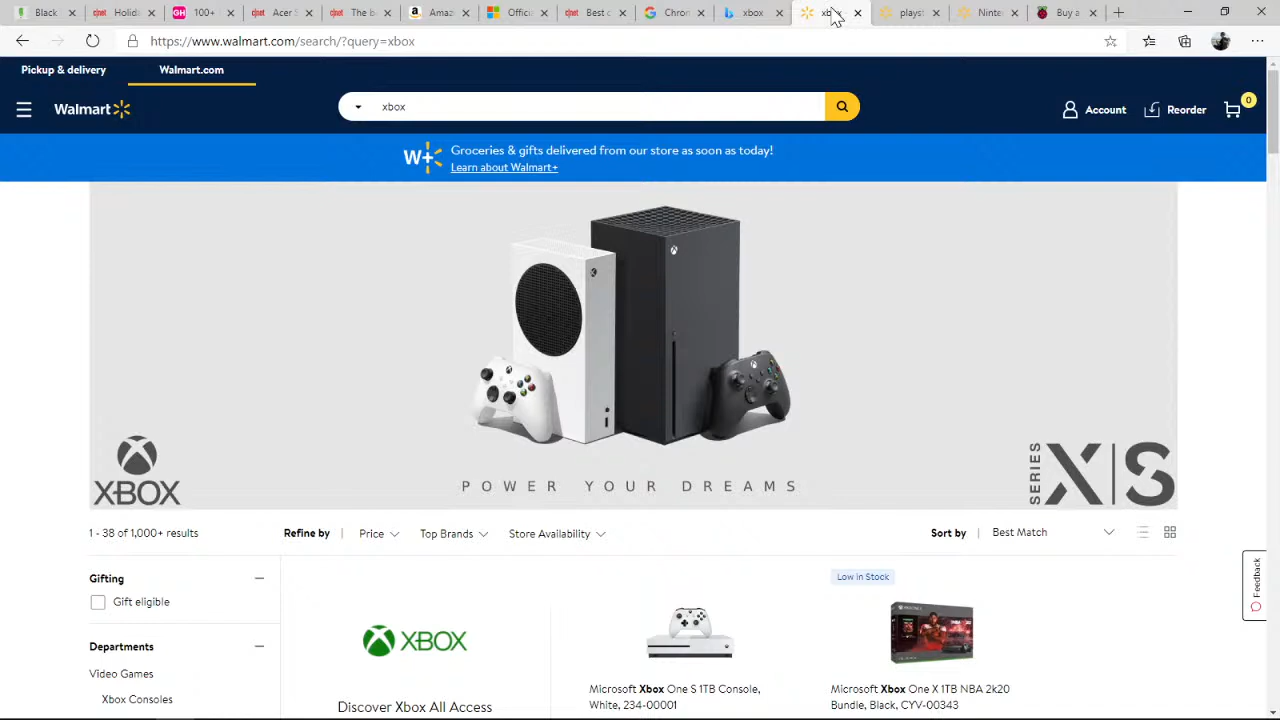 Black
Holid
100+
Acer S
The b
Amaz
Offici
Best c
Chron
xbox
xb
playst
Ninte
Buy a
https://www.walmart.com/search/?query=xbox
Pickup & delivery
Walmart.com
Walmart
xbox
Account
Reorder
0
W+
Groceries & gifts delivered from our store as soon as today!
Learn about Walmart+
XBOX
POWER YOUR DREAMS
SERIES X|S
1 - 38 of 1,000+ results
Refine by
Price
Top Brands
Store Availability
Sort by
Best Match
Feedback
Gifting
Gift eligible
Departments
Video Games
Xbox Consoles
XBOX
Discover Xbox All Access
Microsoft Xbox One S 1TB Console,
White, 234-00001
Low in Stock
Microsoft Xbox One X 1TB NBA 2k20
Bundle, Black, CYV-00343